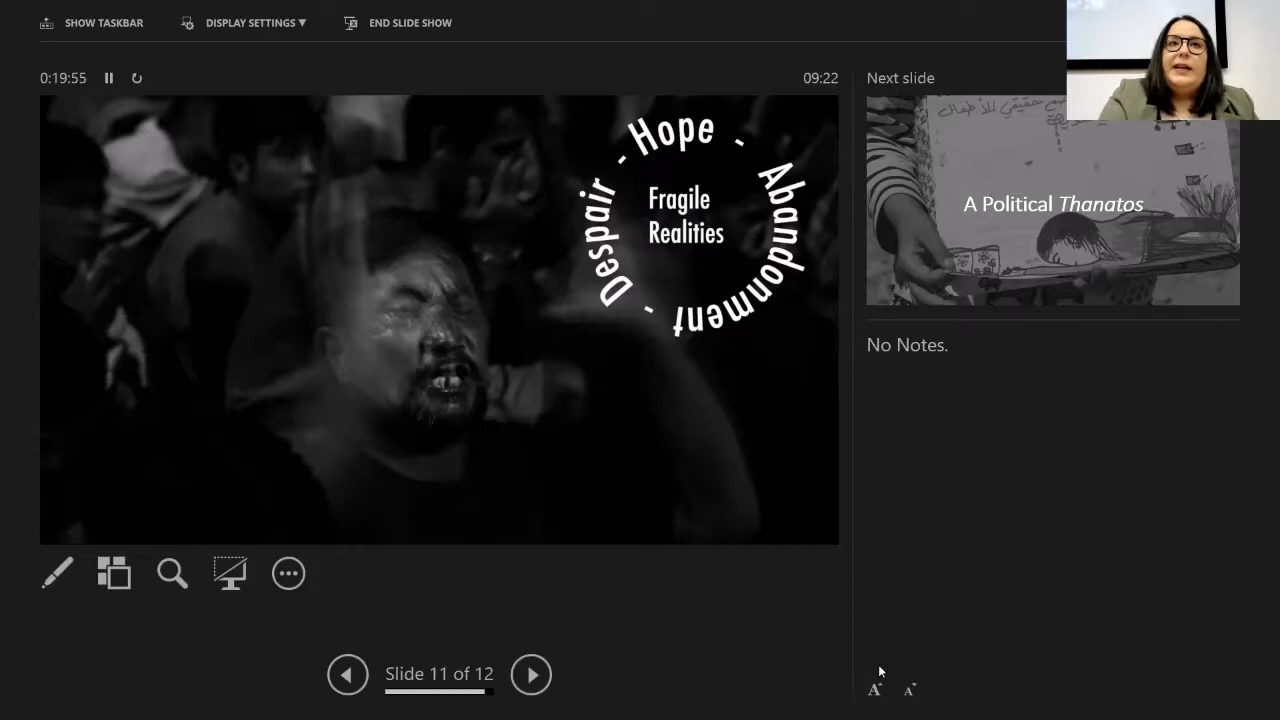 SHOW TASKBAR
DISPLAY SETTINGS ▼
END SLIDE SHOW
0:19:55
09:22
Next slide
Hope - Abandonment - Despair -
Fragile
Realities
للأطفال
A Political Thanatos
No Notes.
Slide 11 of 12
A
A